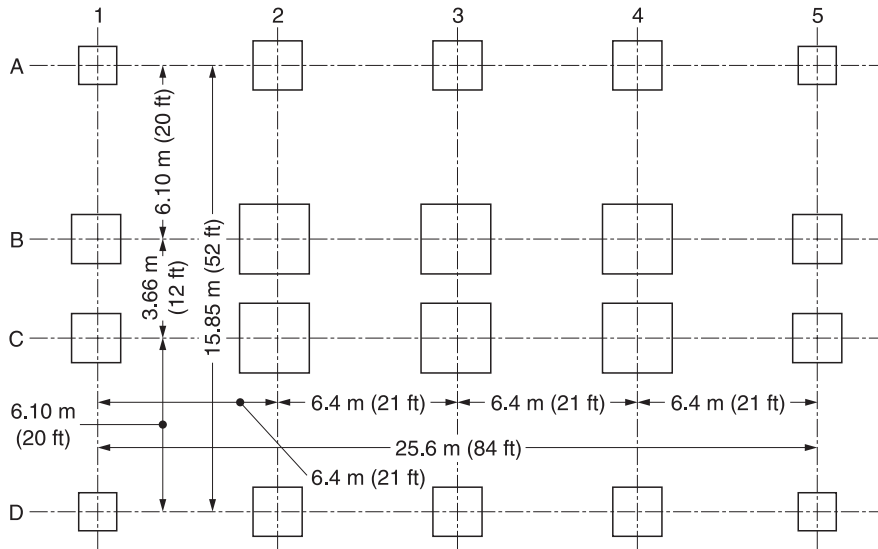 1 2 3 4 5
A
6.10 m (20 ft)
B
3.66 m
(12 ft)
15.85 m (52 ft)
C
6.4 m (21 ft) 6.4 m (21 ft) 6.4 m (21 ft)
6.10 m
(20 ft)
25.6 m (84 ft)
6.4 m (21 ft)
D